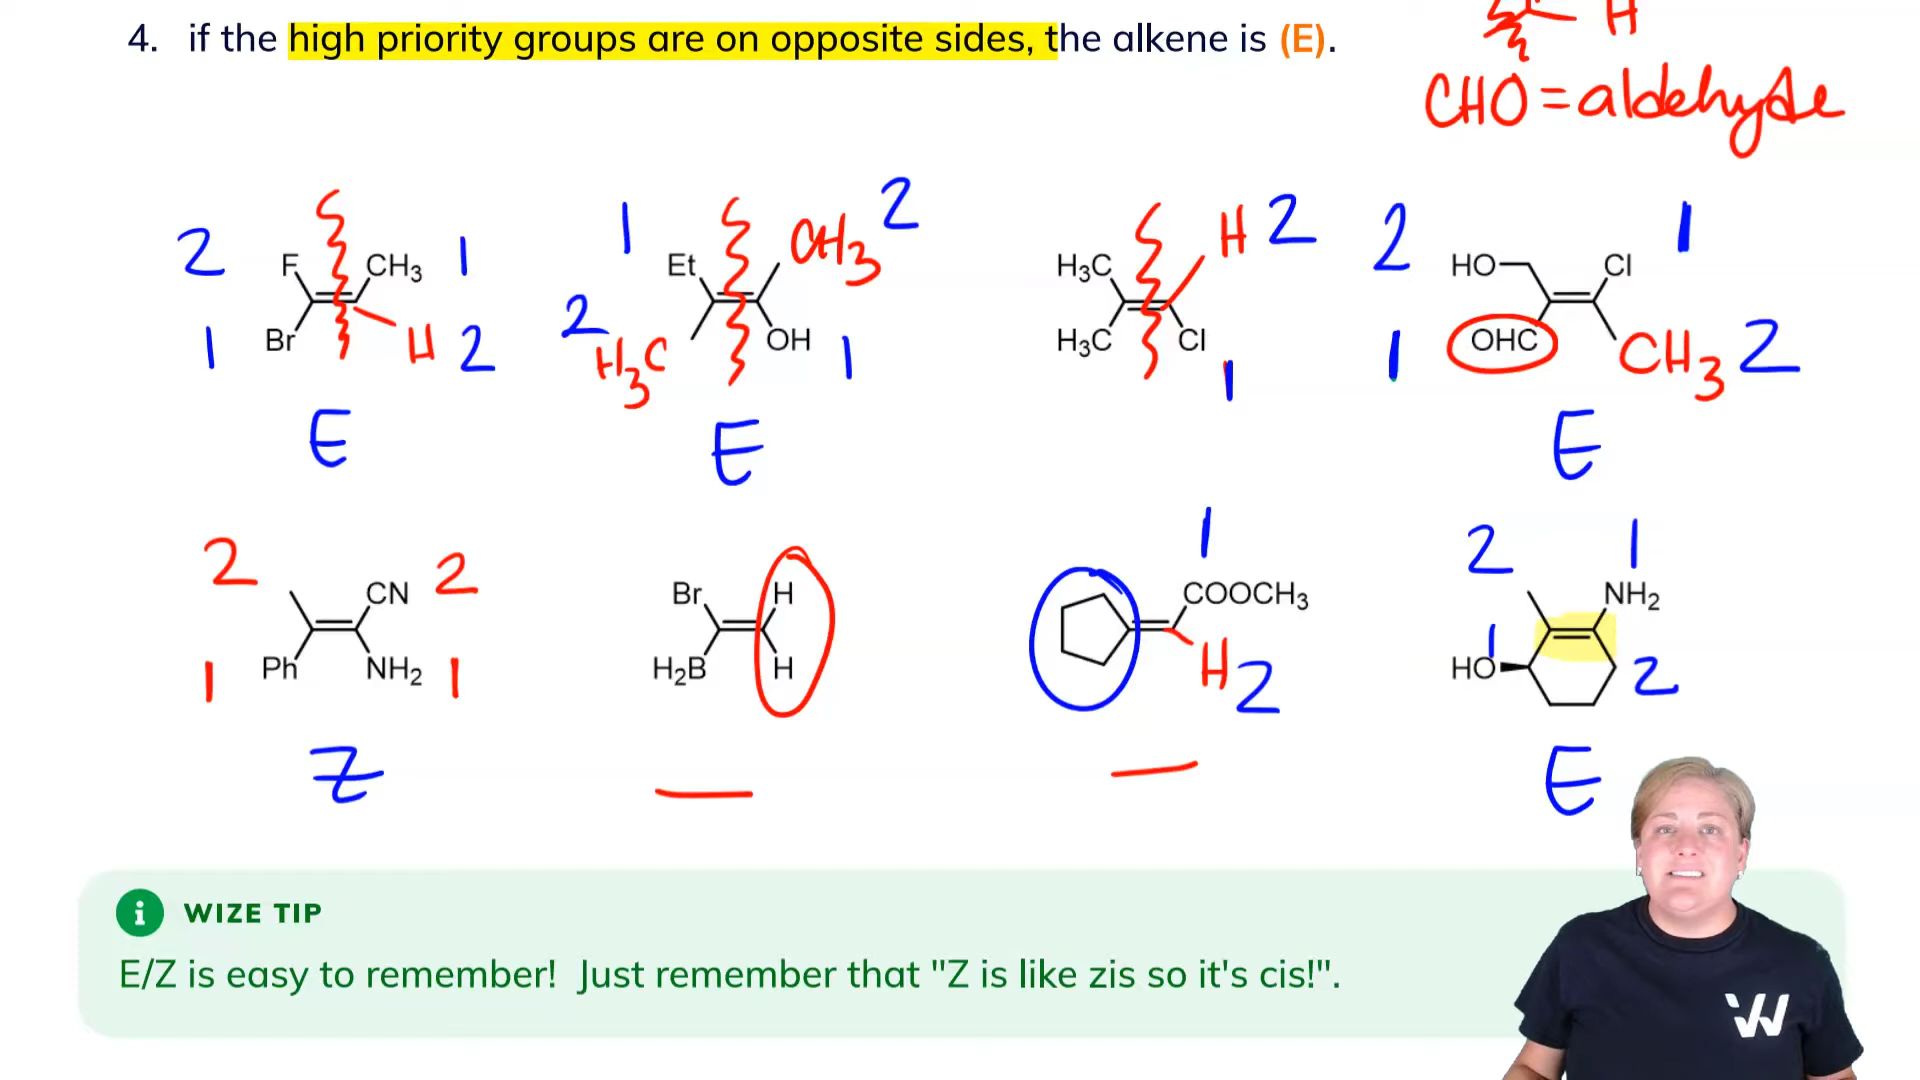 4. if the high priority groups are on opposite sides, the alkene is (E).
H
CHO = aldehyde
2 F CH3 1
1 Br H 2
E
1 Et CH3 2
2 H3C OH 1
E
H3C H 2
H3C Cl 1
2 HO Cl 1
1 OHC CH3 2
E
2 CN 2
1 Ph NH2 1
Z
Br H
H2B H
1
COOCH3
H 2
2 1
NH2
1 HO 2
E
WIZE TIP
E/Z is easy to remember! Just remember that "Z is like zis so it's cis!".
W